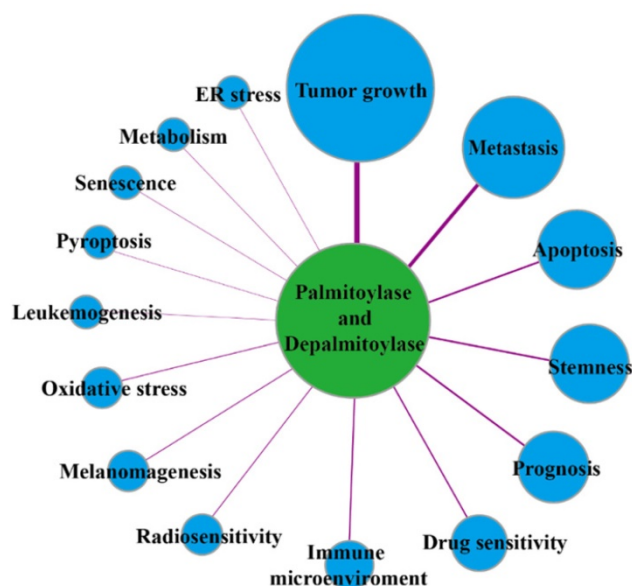 Tumor growth
ER stress
Metastasis
Metabolism
Senescence
Pyroptosis
Apoptosis
Palmitoylase
and
Depalmitoylase
Leukemogenesis
Stemness
Oxidative stress
Melanomagenesis
Prognosis
Radiosensitivity
Drug sensitivity
Immune
microenviroment